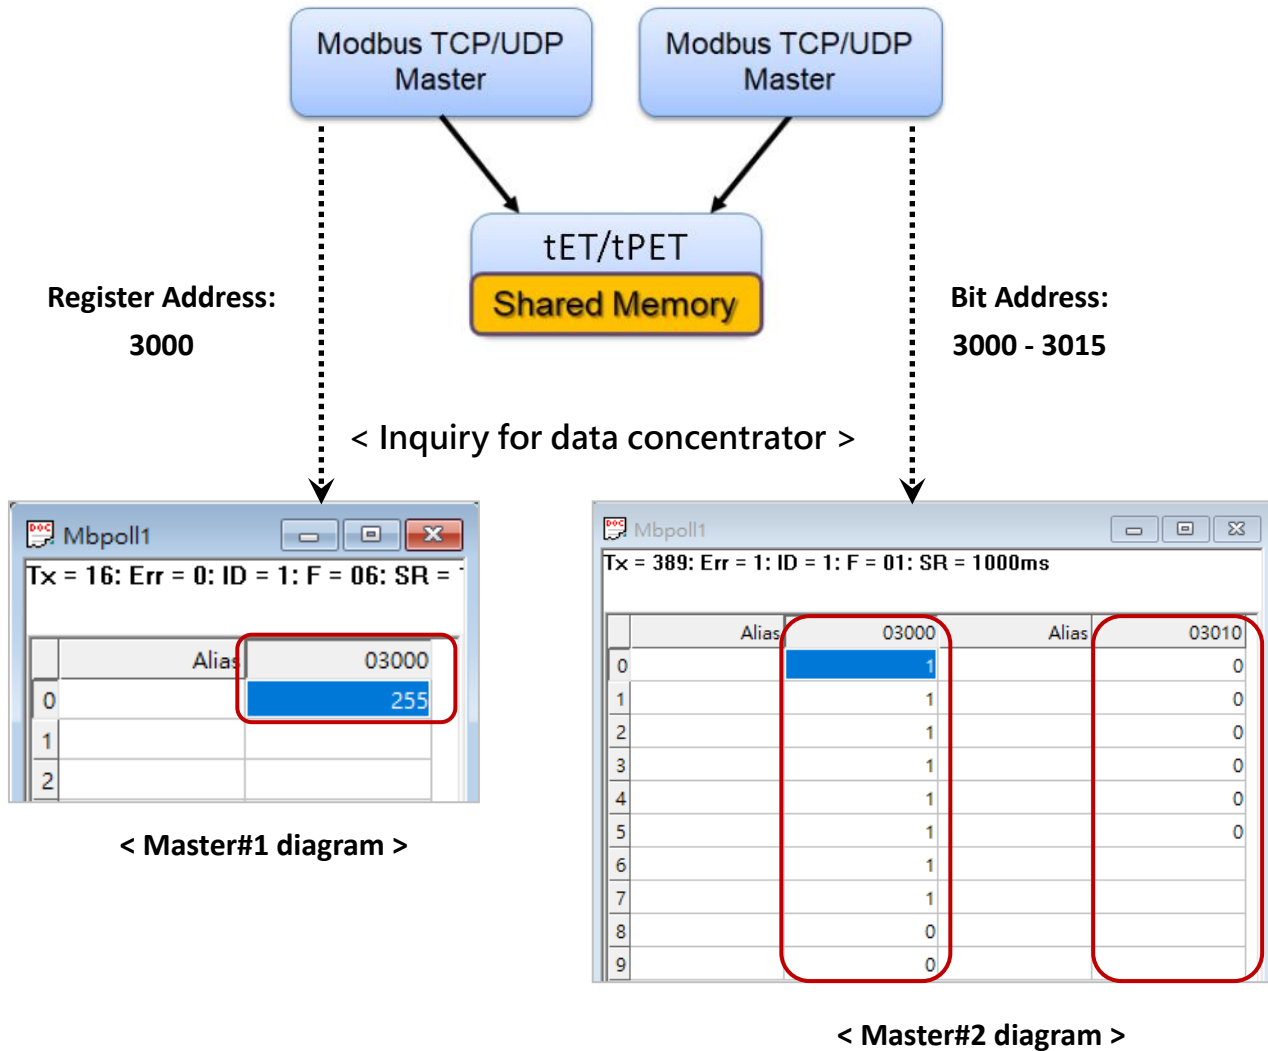 Modbus TCP/UDP
Master
Modbus TCP/UDP
Master
tET/tPET
Shared Memory
Register Address:
3000
Bit Address:
3000 - 3015
< Inquiry for data concentrator >
DOC Mbpoll1
Tx = 16: Err = 0: ID = 1: F = 06: SR =
Alias 03000
0 255
1
2
< Master#1 diagram >
DOC Mbpoll1
Tx = 389: Err = 1: ID = 1: F = 01: SR = 1000ms
Alias 03000 Alias 03010
0 1 0
1 1 0
2 1 0
3 1 0
4 1 0
5 1 0
6 1
7 1
8 0
9 0
< Master#2 diagram >